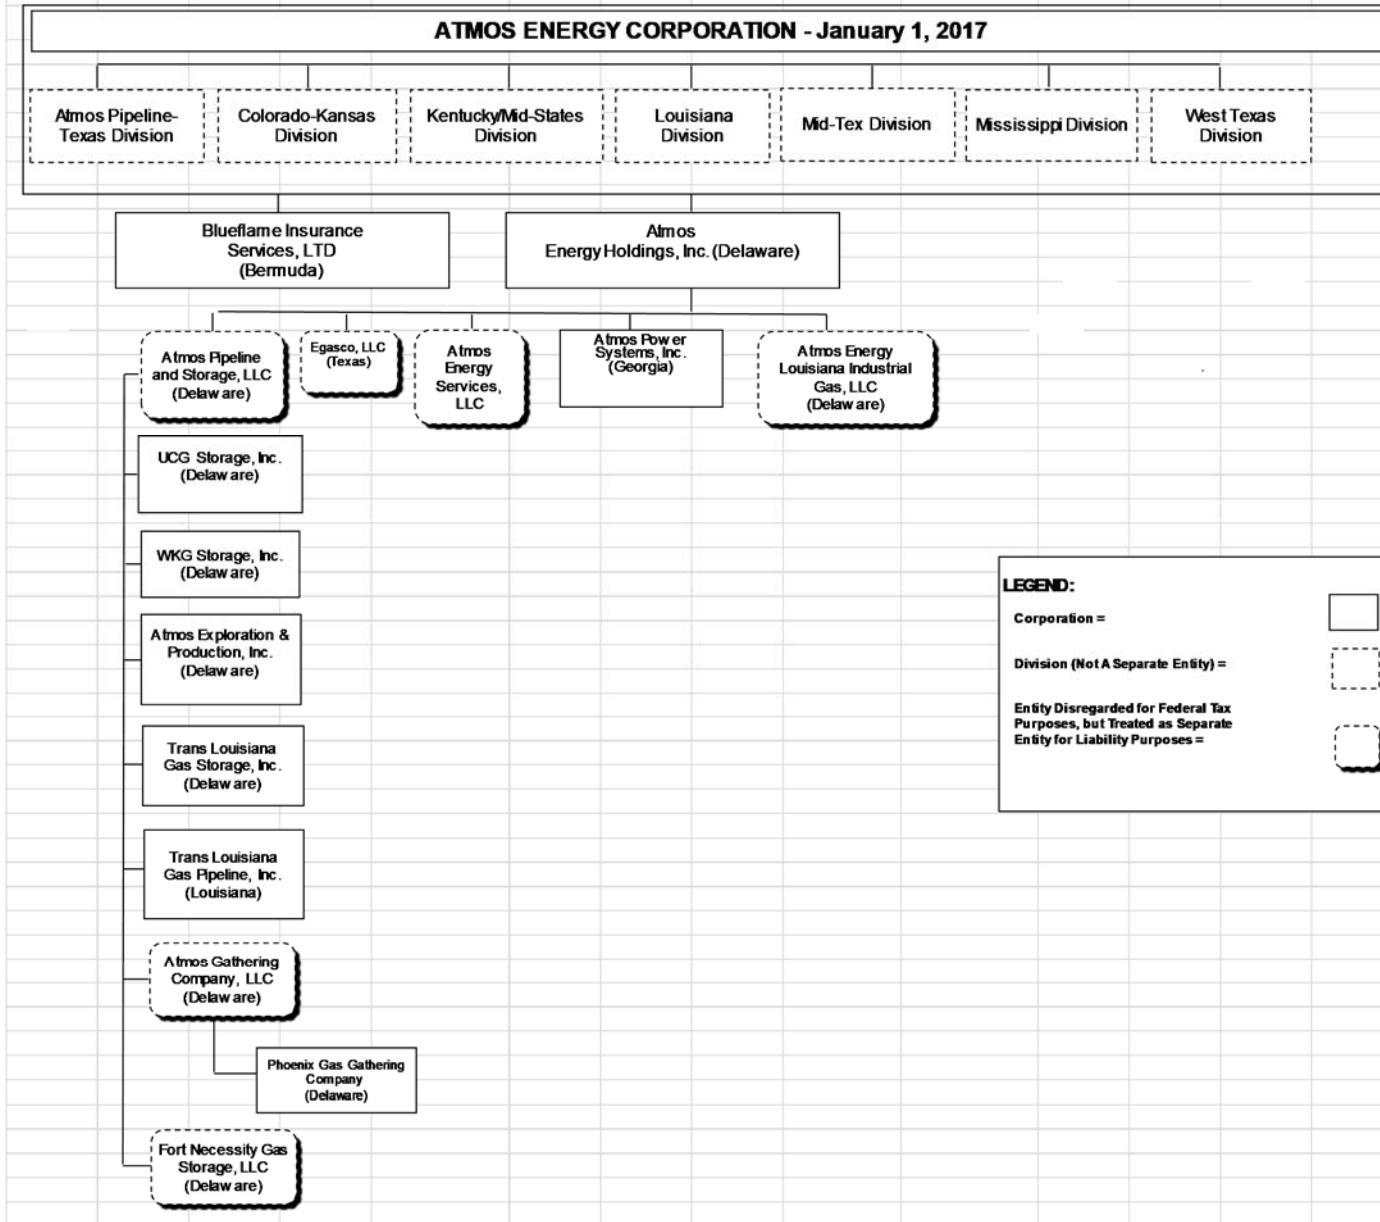 ATMOS ENERGY CORPORATION - January 1, 2017
Atmos Pipeline-
Texas Division
Colorado-Kansas
Division
Kentucky/Mid-States
Division
Louisiana
Division
Mid-Tex Division
Mississippi Division
West Texas
Division
Blueflame Insurance
Services, LTD
(Bermuda)
Atmos
Energy Holdings, Inc. (Delaware)
Atmos Pipeline
and Storage, LLC
(Delaware)
Egasco, LLC
(Texas)
Atmos
Energy
Services,
LLC
Atmos Power
Systems, Inc.
(Georgia)
Atmos Energy
Louisiana Industrial
Gas, LLC
(Delaware)
UCG Storage, Inc.
(Delaware)
WKG Storage, Inc.
(Delaware)
Atmos Exploration &
Production, Inc.
(Delaware)
Trans Louisiana
Gas Storage, Inc.
(Delaware)
Trans Louisiana
Gas Pipeline, Inc.
(Louisiana)
Atmos Gathering
Company, LLC
(Delaware)
Phoenix Gas Gathering
Company
(Delaware)
Fort Necessity Gas
Storage, LLC
(Delaware)
LEGEND:
Corporation =
Division (Not A Separate Entity) =
Entity Disregarded for Federal Tax
Purposes, but Treated as Separate
Entity for Liability Purposes =